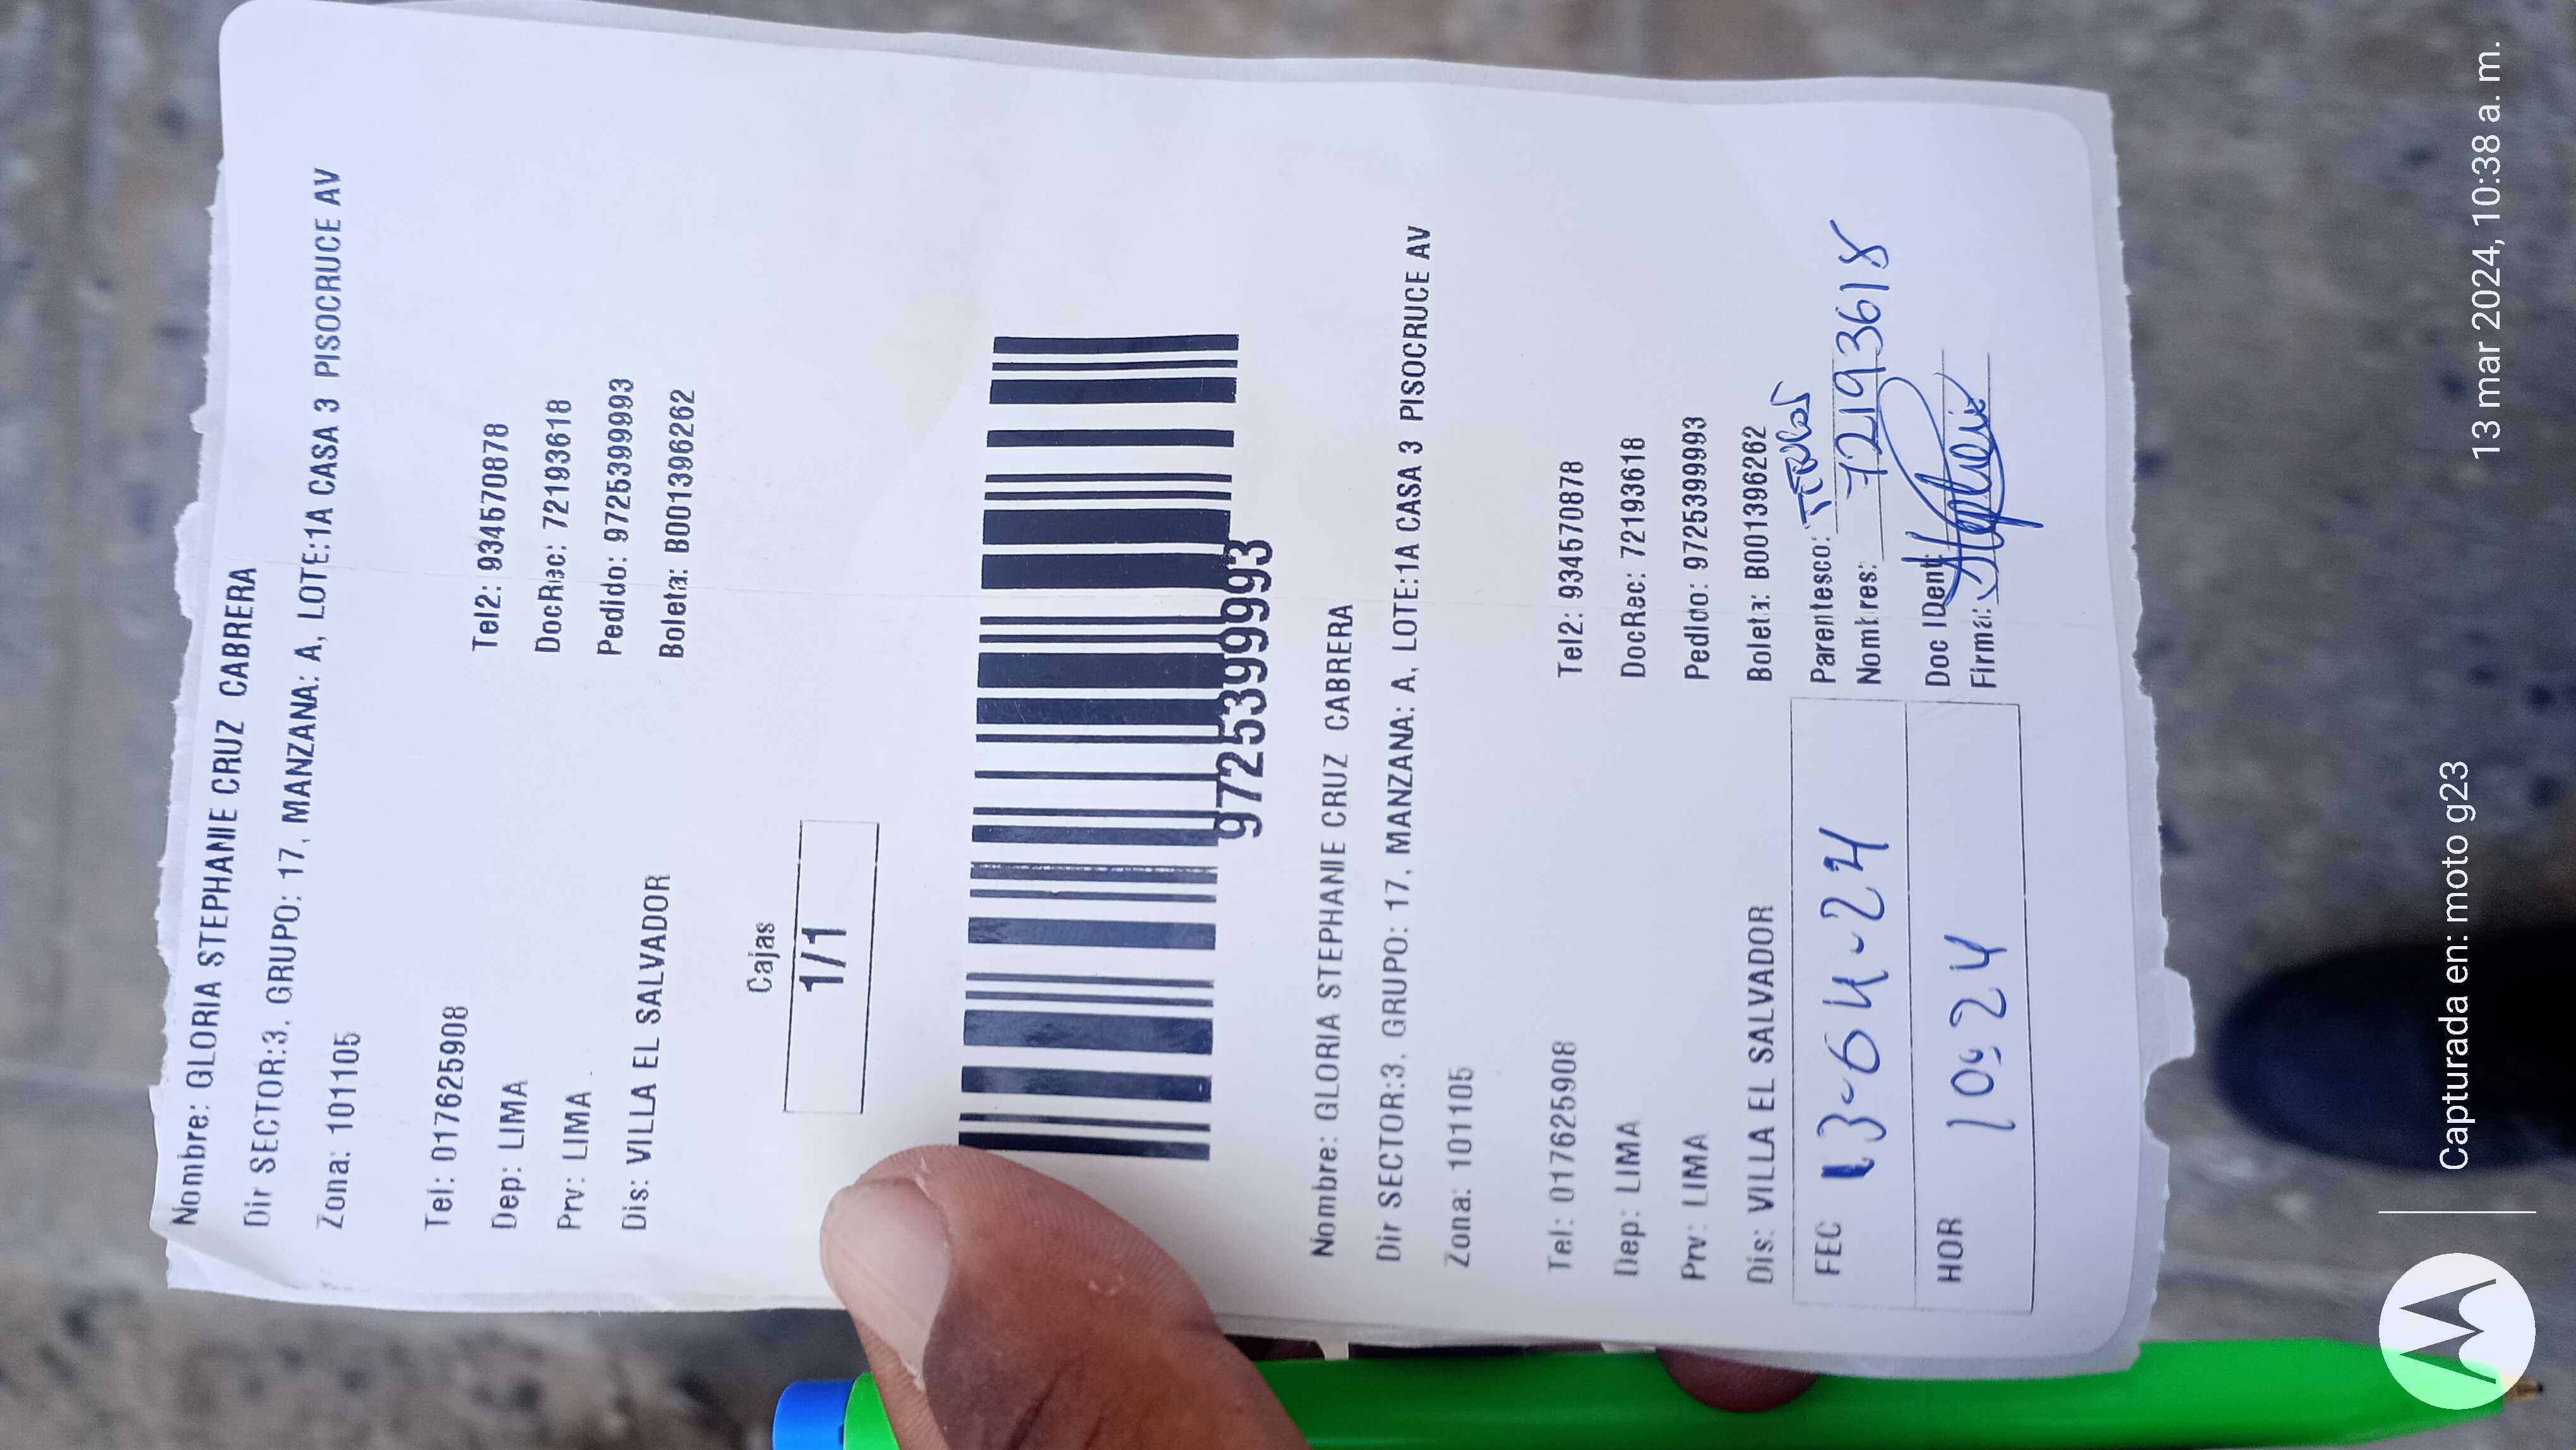 Nombre: GLORIA STEPHANIE CRUZ CABRERA
Dir SECTOR:3, GRUPO: 17, MANZANA: A, LOTE:1A CASA 3 PISOCRUCE AV
Zona: 101105
Tel: 017625908 Tel2: 934570878
Dep: LIMA DocRec: 72193618
Prv: LIMA Pedido: 97253999993
Dis: VILLA EL SALVADOR Boleta: B001396262
Cajas
1/1
97253999993
Nombre: GLORIA STEPHANIE CRUZ CABRERA
Dir SECTOR:3, GRUPO: 17, MANZANA: A, LOTE:1A CASA 3 PISOCRUCE AV
Zona: 101105
Tel: 017625908 Tel2: 934570878
Dep: LIMA DocRec: 72193618
Prv: LIMA Pedido: 97253999993
Dis: VILLA EL SALVADOR Boleta: B001396262
FEC 13-04-24 Parentesco:
Nombres: 72193618
HOR 10:24 Doc IDent:
Firma:
Capturada en: moto g23 13 mar 2024, 10:38 a. m.